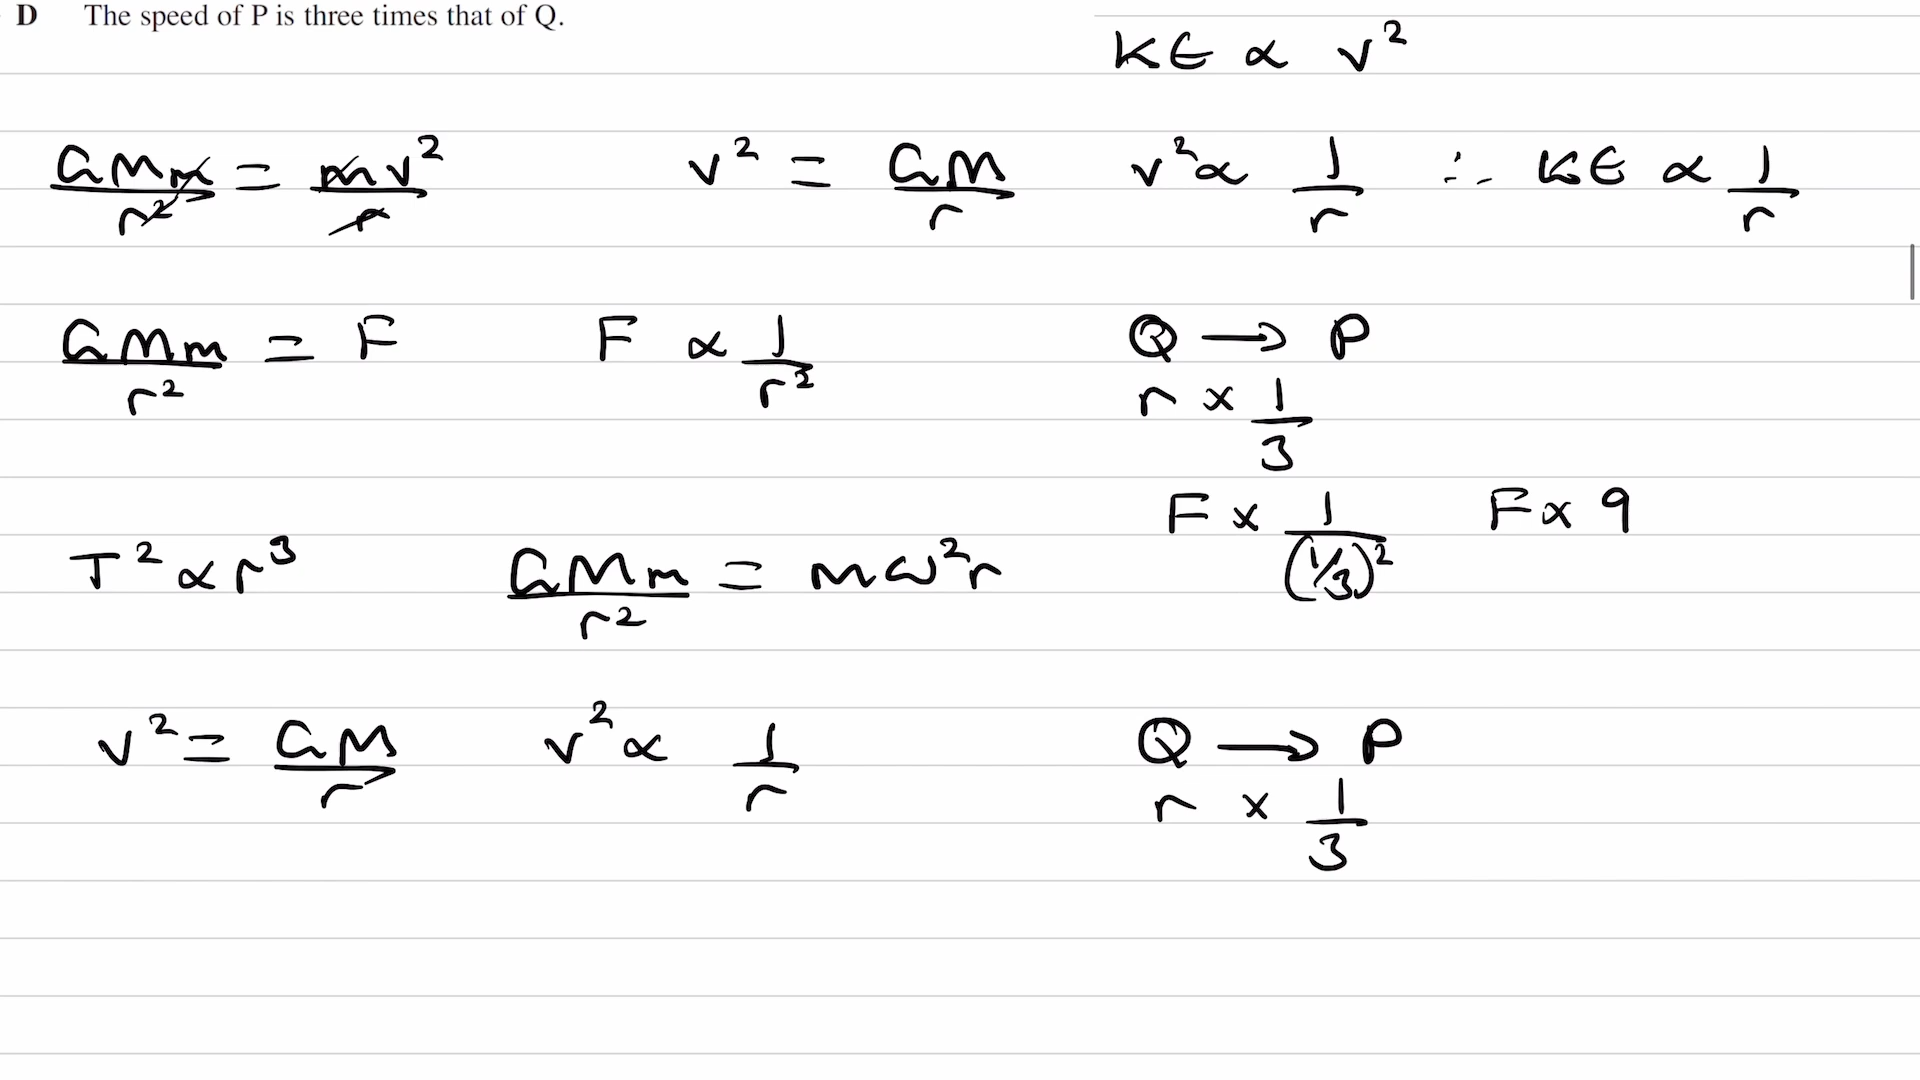 D The speed of P is three times that of Q.
KE ∝ v²
GMm/r² = mv²/r v² = GM/r v² ∝ 1/r ∴ KE ∝ 1/r
GMm/r² = F F ∝ 1/r² Q → P
r × 1/3
F × 1/(1/3)² F × 9
T² ∝ r³ GMm/r² = mω²r
v² = GM/r v² ∝ 1/r Q → P
r × 1/3